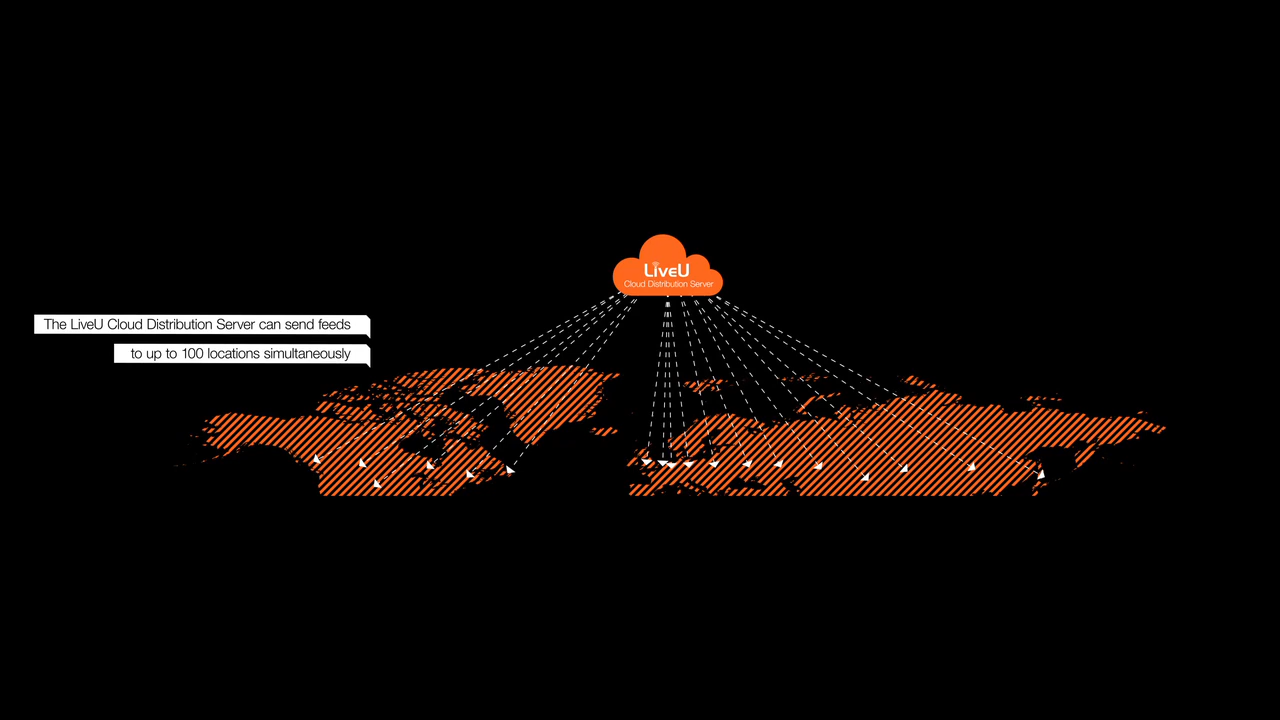 LiveU
Cloud Distribution Server
The LiveU Cloud Distribution Server can send feeds
to up to 100 locations simultaneously